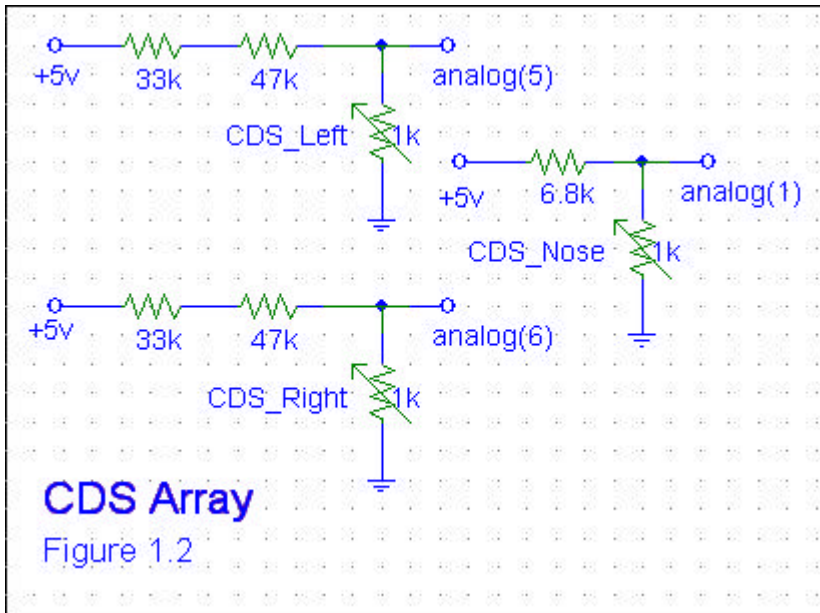 +5v 33k 47k analog(5)
CDS_Left 1k
+5v 6.8k analog(1)
CDS_Nose 1k
+5v 33k 47k analog(6)
CDS_Right 1k
CDS Array
Figure 1.2